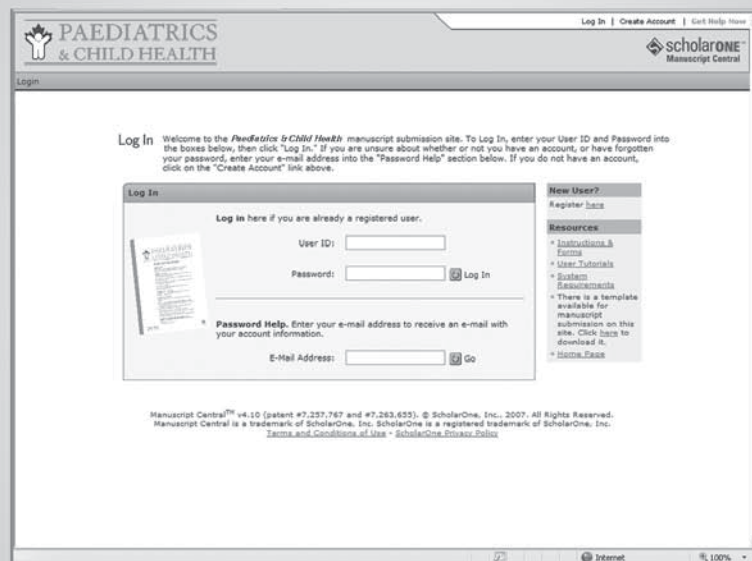 PAEDIATRICS
& CHILD HEALTH
Log In | Create Account | Get Help Now
SCHOLARONE™
Manuscript Central
Login
Log In
Welcome to the Paediatrics & Child Health manuscript submission site. To Log In, enter your User ID and Password into
the boxes below, then click "Log In." If you are unsure about whether or not you have an account, or have forgotten
your password, enter your e-mail address into the "Password Help" section below. If you do not have an account,
click on the "Create Account" link above.
Log In
Log in here if you are already a registered user.
User ID:
Password:
Log In
Password Help. Enter your e-mail address to receive an e-mail with
your account information.
E-Mail Address:
Go
New User?
Register here
Resources
Instructions &
Forms
User Tutorials
System
Requirements
There is a template
available for
manuscript
submission on this
site. Click here to
download it.
Home Page
Manuscript Central™ v4.10 (patent #7,257,767 and #7,263,655). © ScholarOne, Inc., 2007. All Rights Reserved.
Manuscript Central is a trademark of ScholarOne, Inc. ScholarOne is a registered trademark of ScholarOne, Inc.
Terms and Conditions of Use - ScholarOne Privacy Policy
Internet
100%